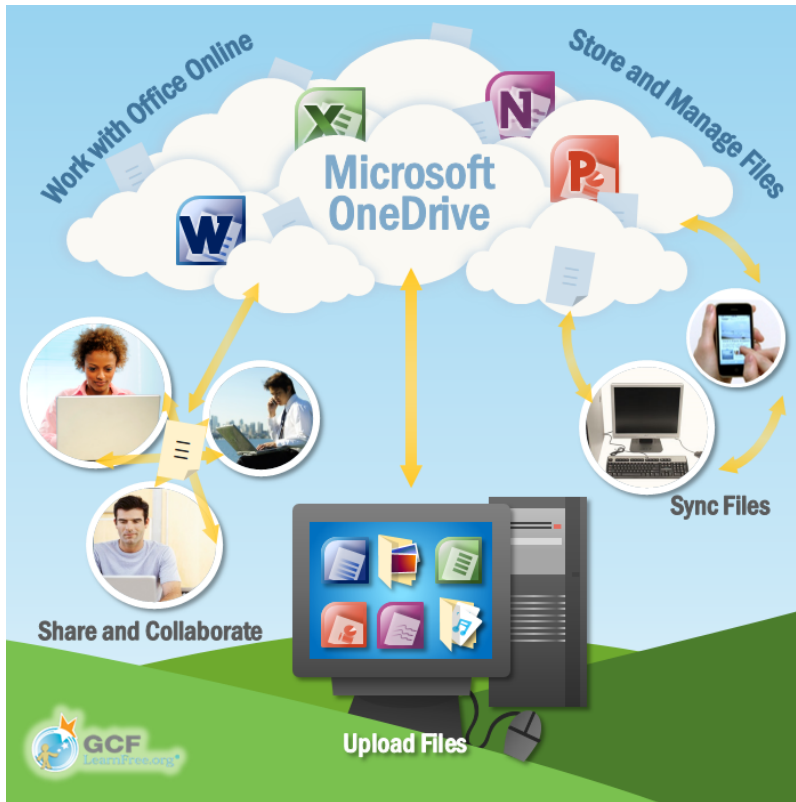 Work with Office Online
Store and Manage Files
X
N
P
W
Microsoft
OneDrive
Sync Files
Share and Collaborate
Upload Files
GCF
LearnFree.org®